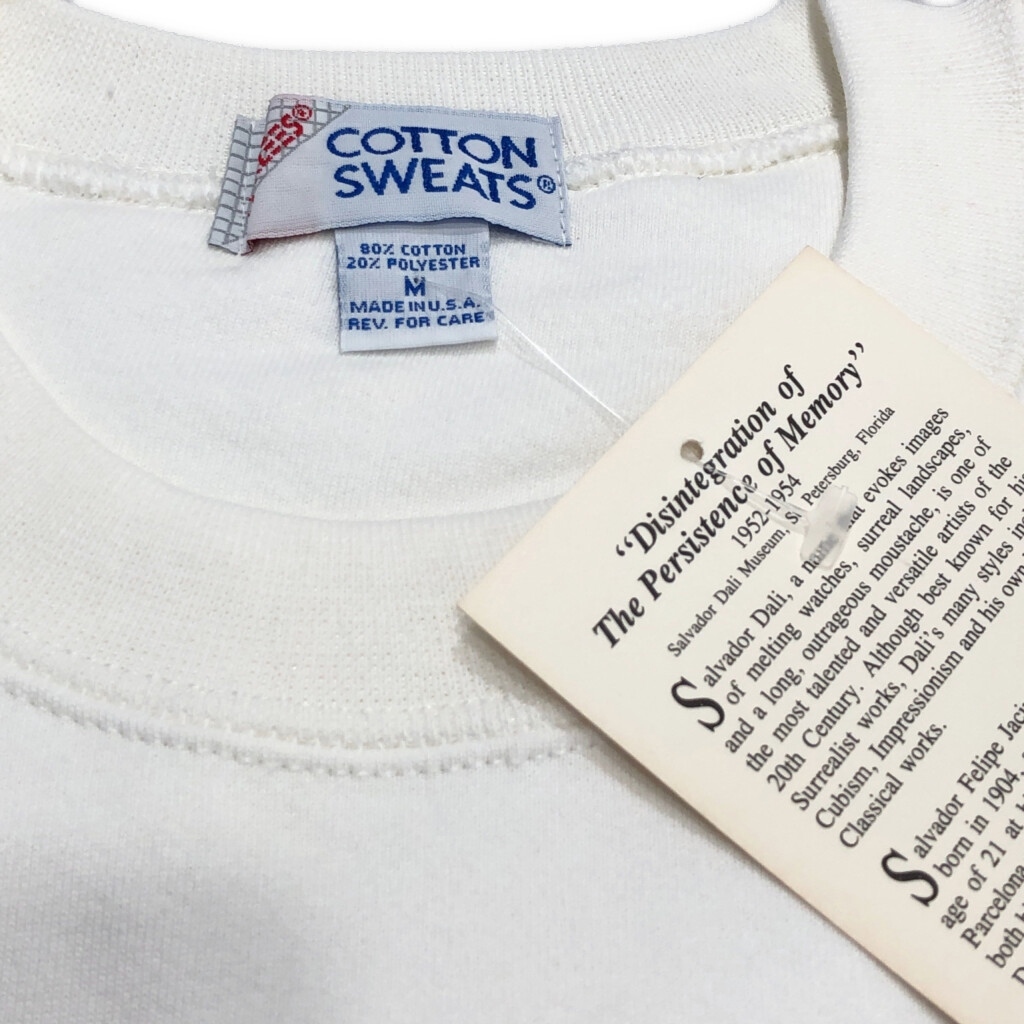 COTTON
SWEATS®
80% COTTON
20% POLYESTER
M
MADE IN U.S.A.
REV. FOR CARE
“Disintegration of
The Persistence of Memory”
1952-1954
Salvador Dali Museum, St. Petersburg, Florida
Salvador Dali, a name that evokes images
of melting watches, surreal landscapes,
and a long, outrageous moustache, is one of
the most talented and versatile artists of the
20th Century. Although best known for his
Surrealist works, Dali's many styles
Cubism, Impressionism and his own
Classical works.
Salvador Felipe
born in 1904,
age of 21 at
Barcelona
both